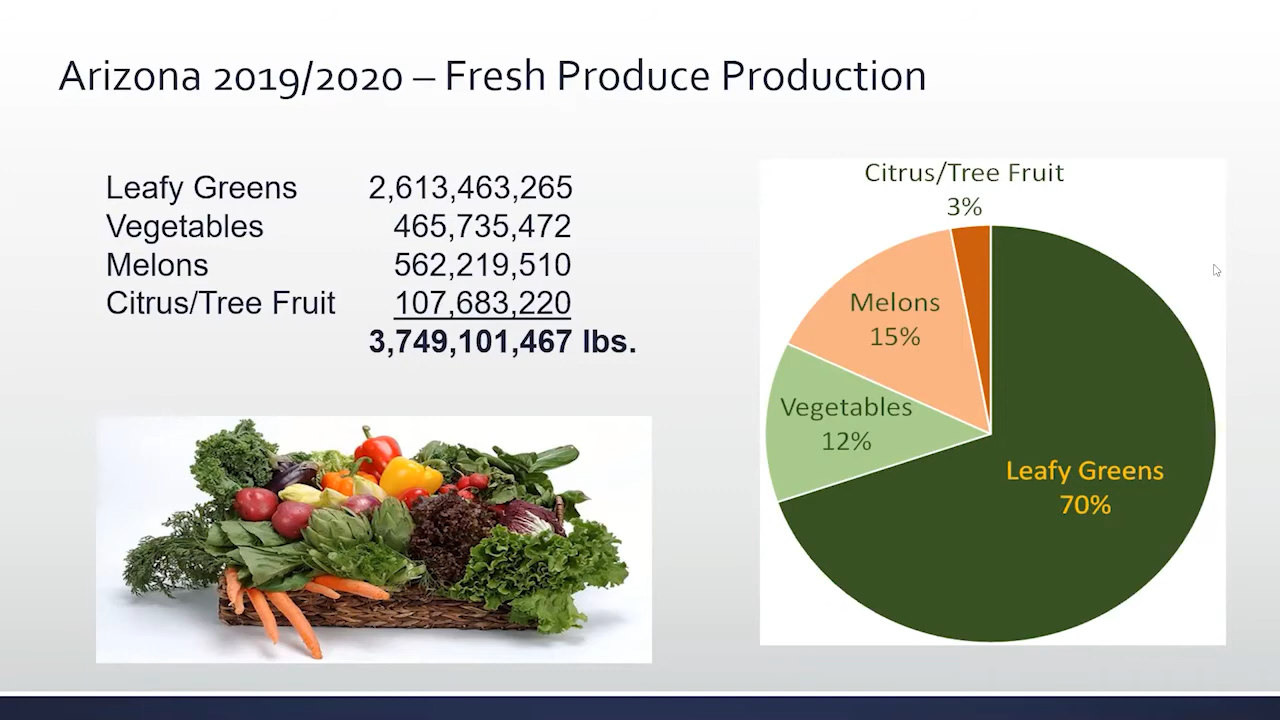 Arizona 2019/2020 – Fresh Produce Production
Leafy Greens 2,613,463,265
Vegetables 465,735,472
Melons 562,219,510
Citrus/Tree Fruit 107,683,220
3,749,101,467 lbs.
Citrus/Tree Fruit
3%
Melons
15%
Vegetables
12%
Leafy Greens
70%